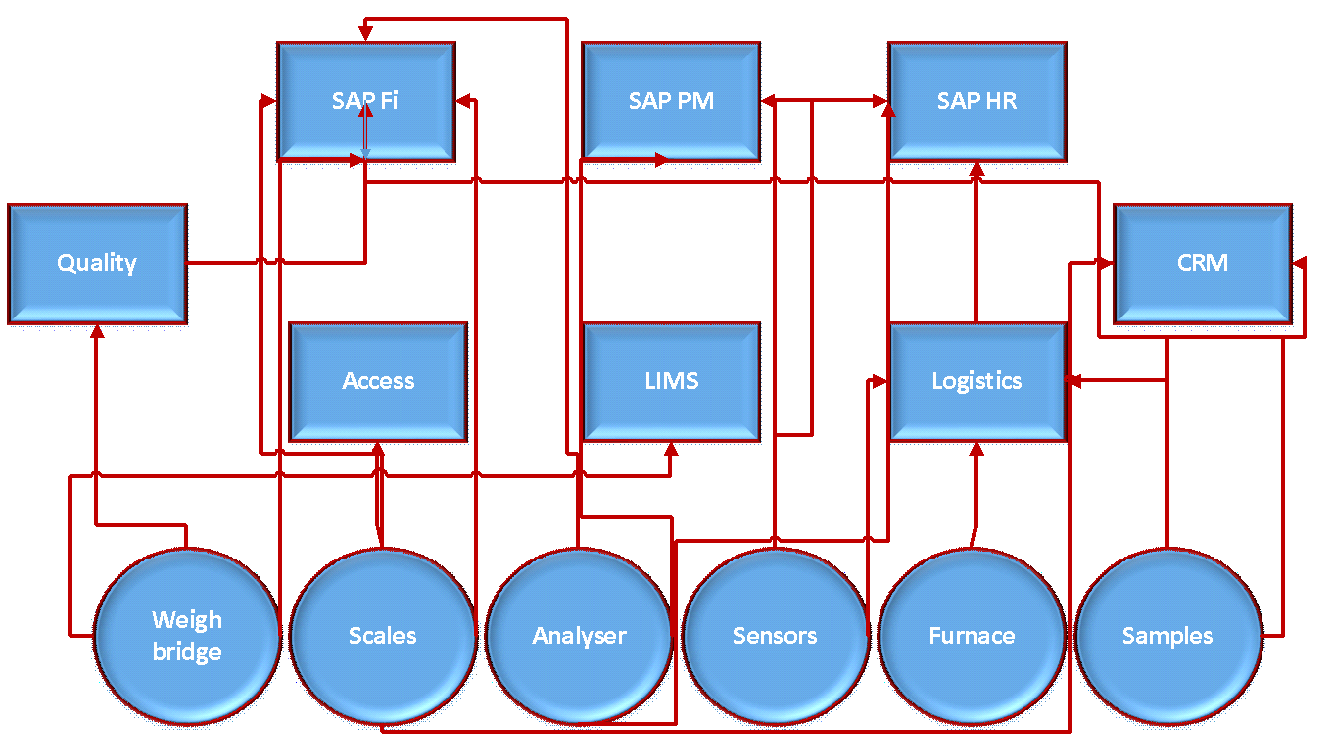 SAP Fi
SAP PM
SAP HR
Quality
CRM
Access
LIMS
Logistics
Weigh
bridge
Scales
Analyser
Sensors
Furnace
Samples